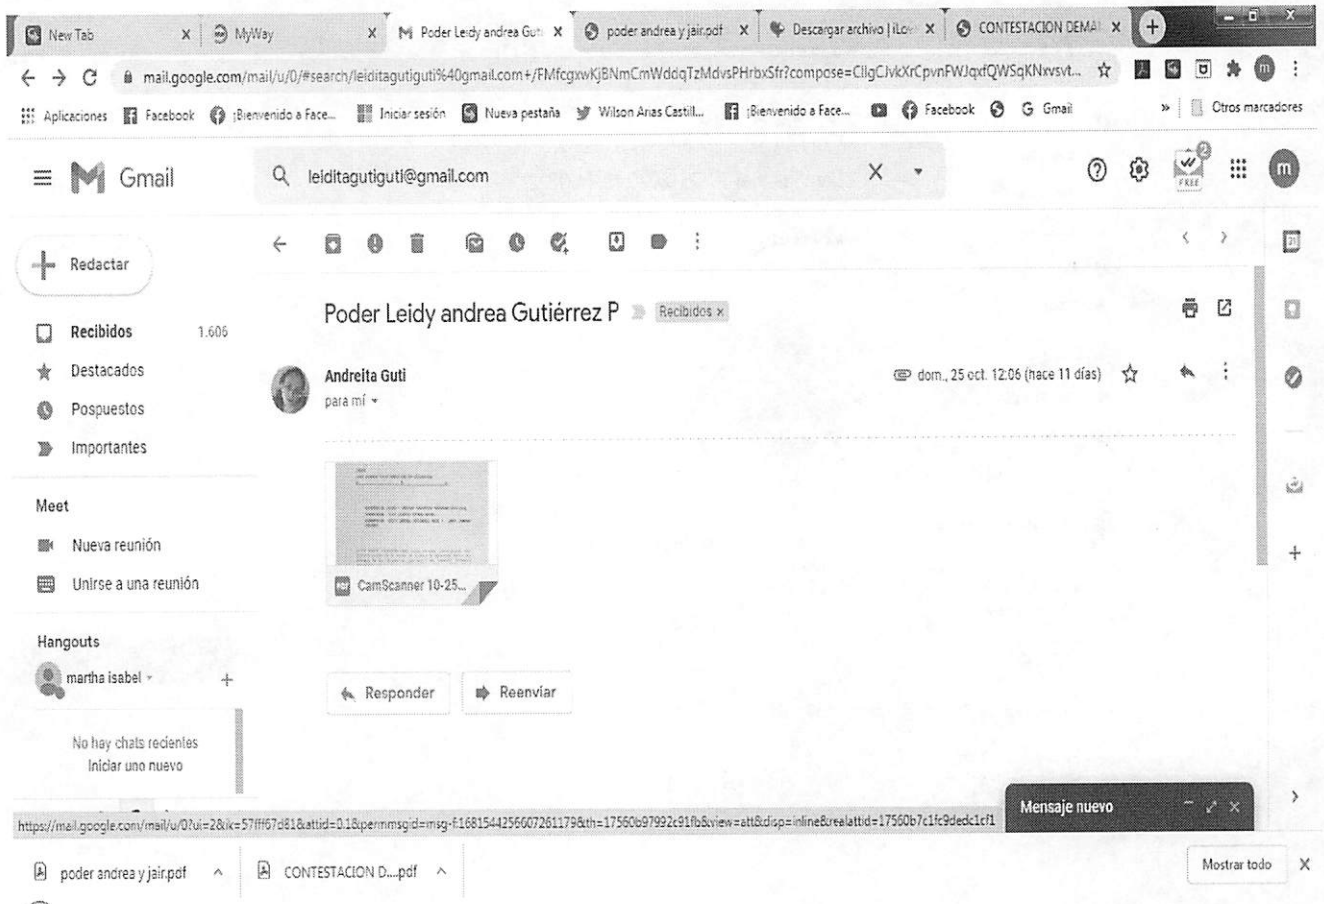 New Tab X MyWay X Poder Leidy andrea Guti X poder andrea y jair.pdf X Descargar archivo | iLov X CONTESTACION DEMA X +
mail.google.com/mail/u/0/#search/leiditagutiguti%40gmail.com+/FMfcgxwKjBNmCmWddqTzMdvsPHrbxSfr?compose=CllgCJvkXrCpvnFWJqxfQWSqKNxvsvt...
Aplicaciones Facebook ¡Bienvenido a Face... Iniciar sesión Nueva pestaña Wilson Arias Castill... ¡Bienvenido a Face... Facebook G Gmail » Otros marcadores
Gmail leiditagutiguti@gmail.com X 2 FREE m
Redactar
Poder Leidy andrea Gutiérrez P Recibidos x
Recibidos 1.606
Destacados
Andreita Guti dom., 25 oct. 12:06 (hace 11 días)
para mí
Pospuestos
Importantes
Meet
Nueva reunión
Unirse a una reunión
CamScanner 10-25...
Hangouts
martha isabel +
Responder Reenviar
No hay chats recientes
Iniciar uno nuevo
Mensaje nuevo
https://mail.google.com/mail/u/0?ui=2&ik=57fff67d81&attid=0.1&permmsgid=msg-f:1681544256607261179&th=17560b97992c91fb&view=att&disp=inline&realattid=17560b7c1fc9dedc1cf1
poder andrea y jair.pdf CONTESTACION D....pdf Mostrar todo X